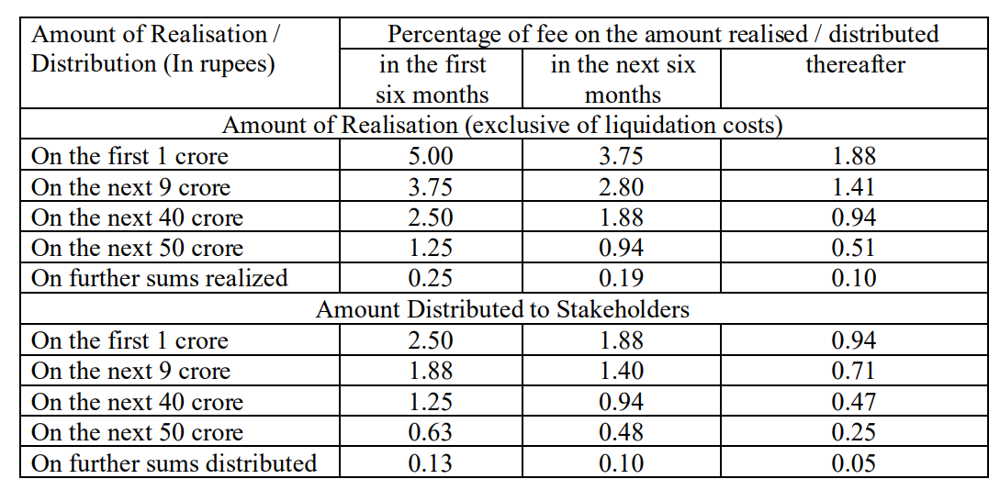 Amount of Realisation / Percentage of fee on the amount realised / distributed
Distribution (In rupees) in the first in the next six thereafter
six months months
Amount of Realisation (exclusive of liquidation costs)
On the first 1 crore 5.00 3.75 1.88
On the next 9 crore 3.75 2.80 1.41
On the next 40 crore 2.50 1.88 0.94
On the next 50 crore 1.25 0.94 0.51
On further sums realized 0.25 0.19 0.10
Amount Distributed to Stakeholders
On the first 1 crore 2.50 1.88 0.94
On the next 9 crore 1.88 1.40 0.71
On the next 40 crore 1.25 0.94 0.47
On the next 50 crore 0.63 0.48 0.25
On further sums distributed 0.13 0.10 0.05